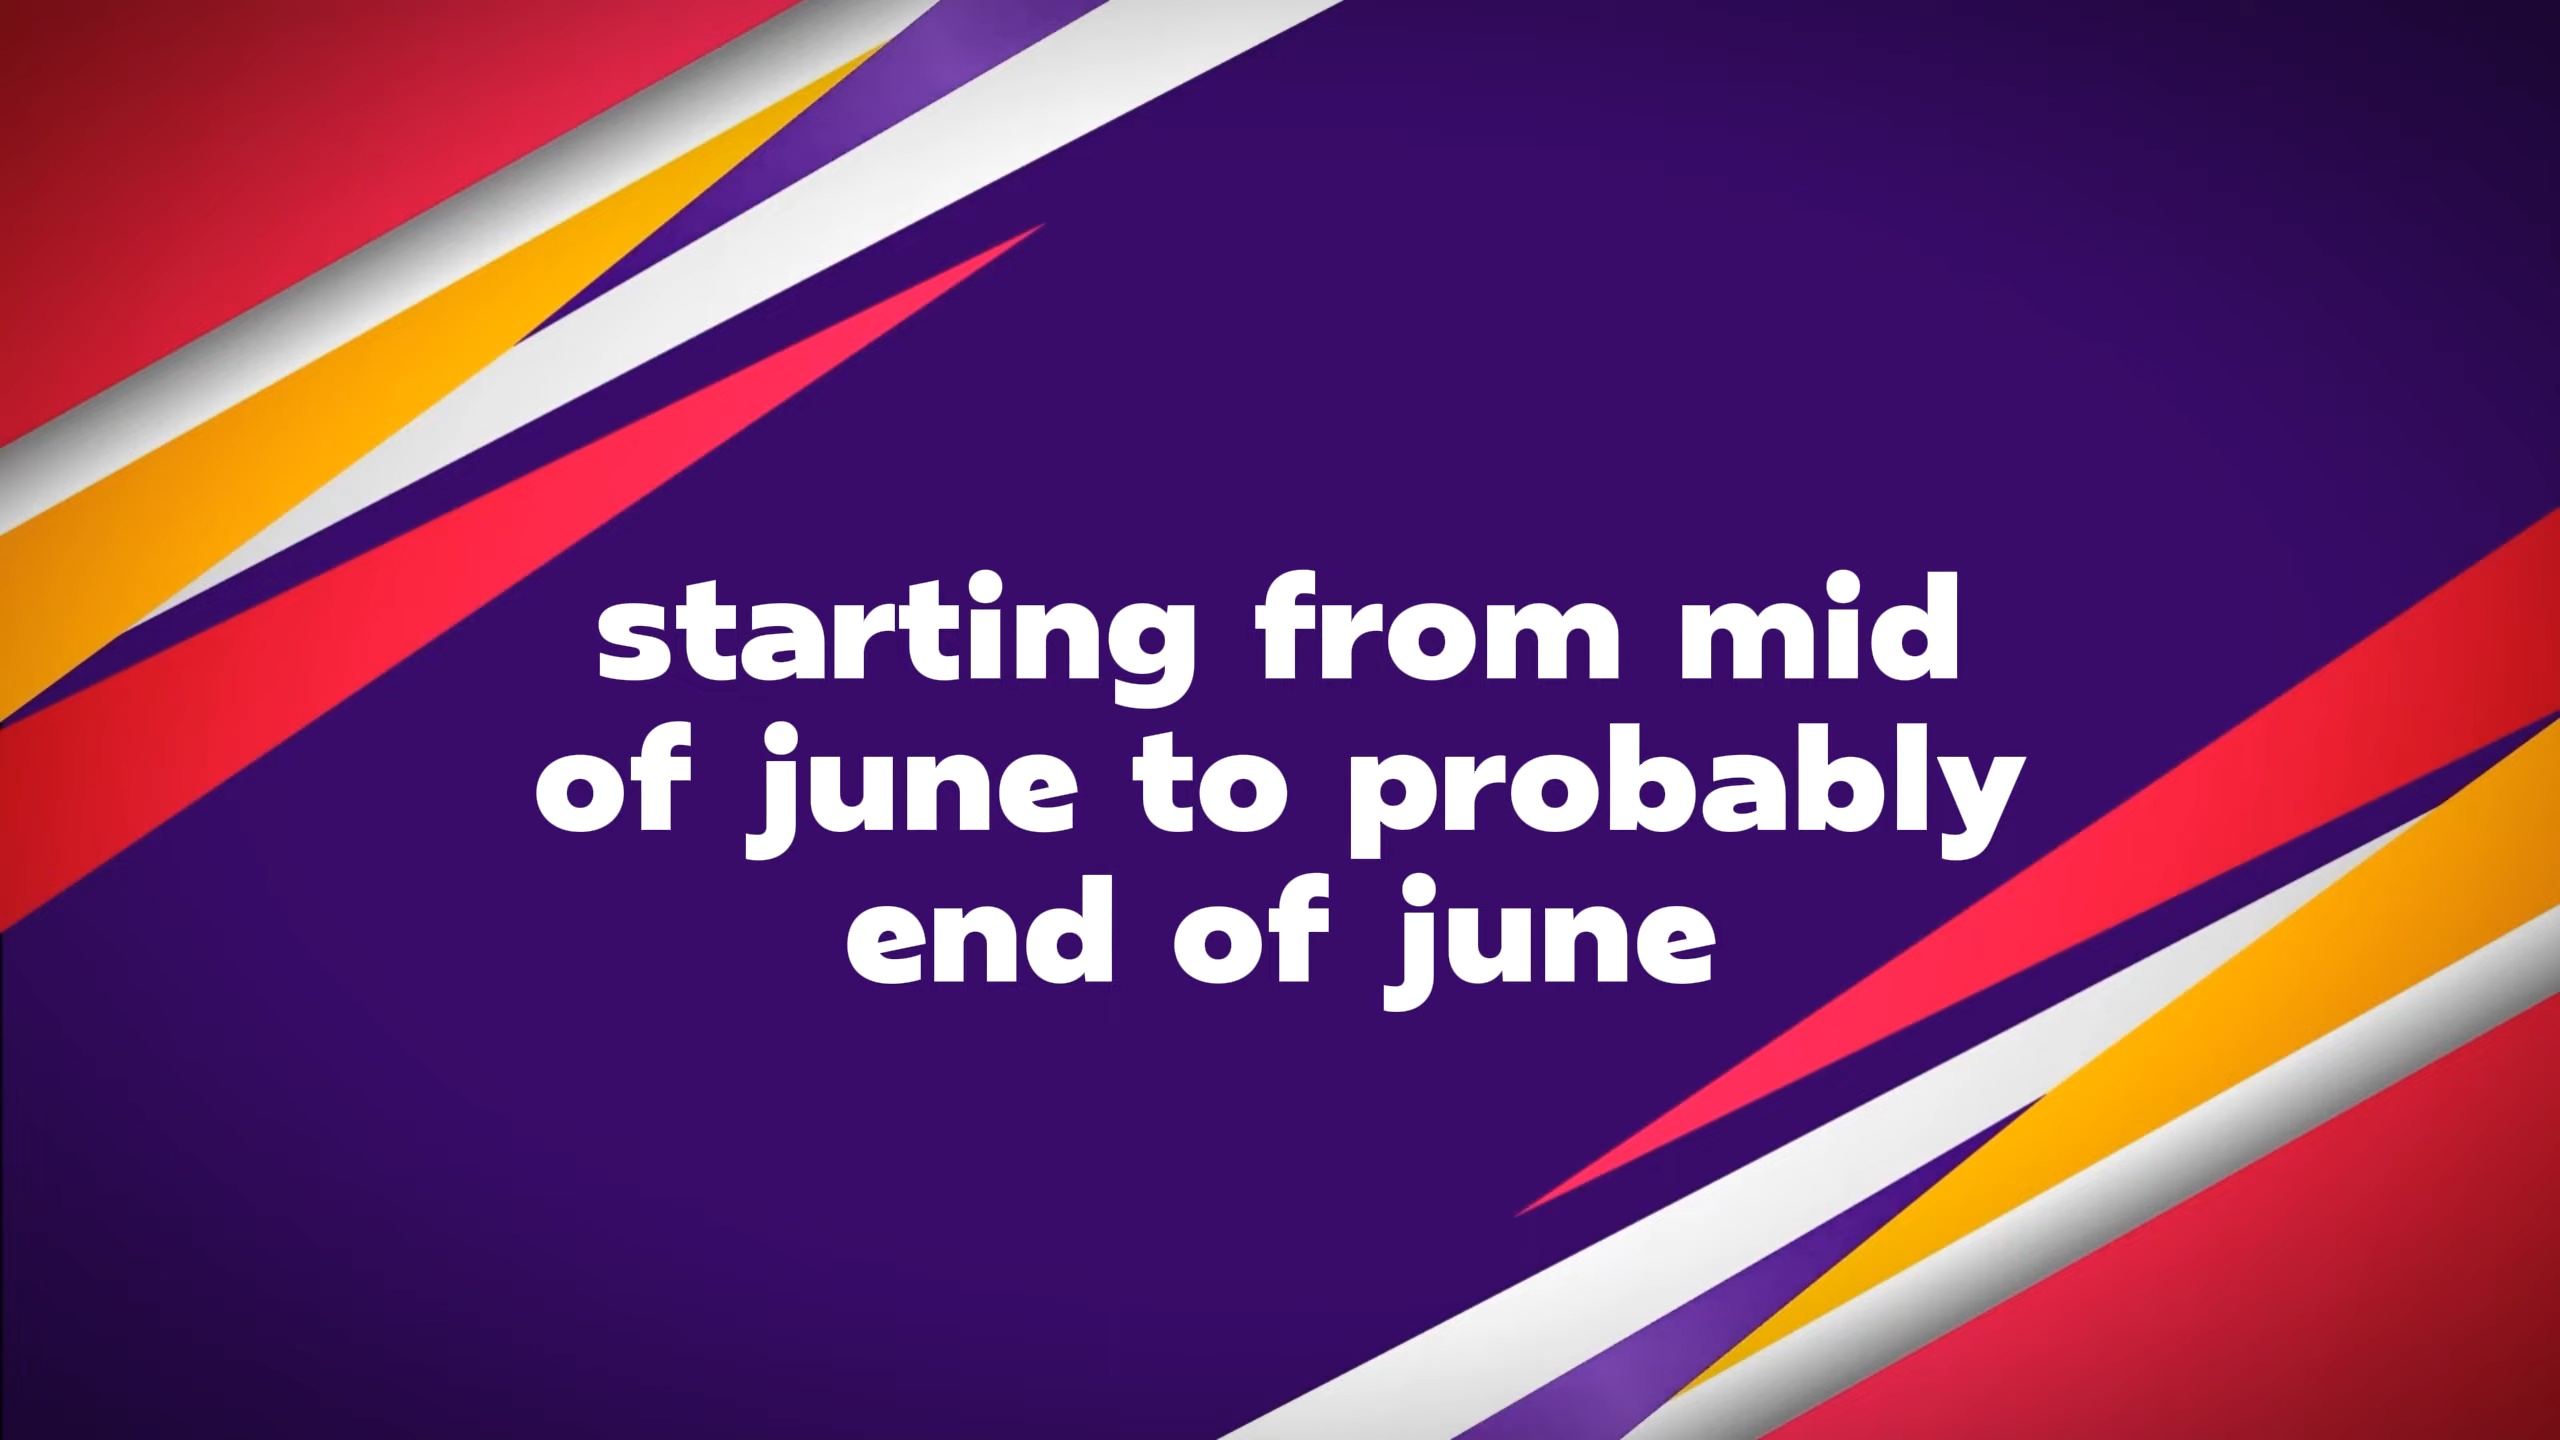 starting from mid
of june to probably
end of june